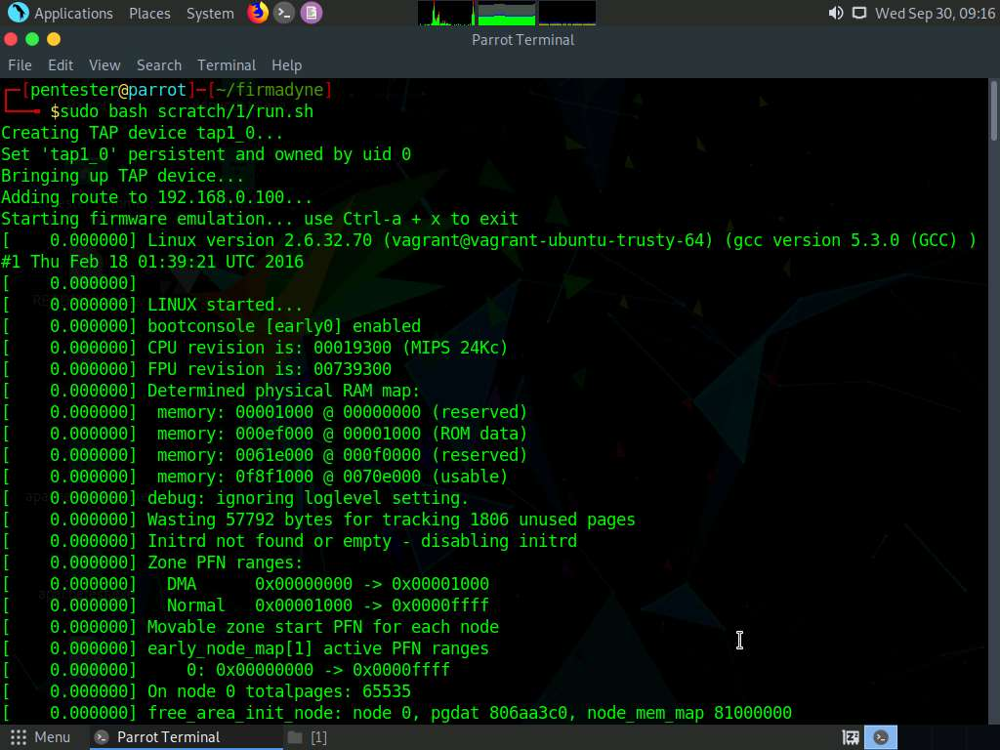 Applications Places System Wed Sep 30, 09:16
Parrot Terminal
File Edit View Search Terminal Help
┌─[pentester@parrot]─[~/firmadyne]
└──╼ $sudo bash scratch/1/run.sh
Creating TAP device tap1_0...
Set 'tap1_0' persistent and owned by uid 0
Bringing up TAP device...
Adding route to 192.168.0.100...
Starting firmware emulation... use Ctrl-a + x to exit
[    0.000000] Linux version 2.6.32.70 (vagrant@vagrant-ubuntu-trusty-64) (gcc version 5.3.0 (GCC) )
#1 Thu Feb 18 01:39:21 UTC 2016
[    0.000000]
[    0.000000] LINUX started...
[    0.000000] bootconsole [early0] enabled
[    0.000000] CPU revision is: 00019300 (MIPS 24Kc)
[    0.000000] FPU revision is: 00739300
[    0.000000] Determined physical RAM map:
[    0.000000]  memory: 00001000 @ 00000000 (reserved)
[    0.000000]  memory: 000ef000 @ 00001000 (ROM data)
[    0.000000]  memory: 0061e000 @ 000f0000 (reserved)
[    0.000000]  memory: 0f8f1000 @ 0070e000 (usable)
[    0.000000] debug: ignoring loglevel setting.
[    0.000000] Wasting 57792 bytes for tracking 1806 unused pages
[    0.000000] Initrd not found or empty - disabling initrd
[    0.000000] Zone PFN ranges:
[    0.000000]   DMA      0x00000000 -> 0x00001000
[    0.000000]   Normal   0x00001000 -> 0x0000ffff
[    0.000000] Movable zone start PFN for each node
[    0.000000] early_node_map[1] active PFN ranges
[    0.000000]     0: 0x00000000 -> 0x0000ffff
[    0.000000] On node 0 totalpages: 65535
[    0.000000] free_area_init_node: node 0, pgdat 806aa3c0, node_mem_map 81000000
Menu Parrot Terminal [1]